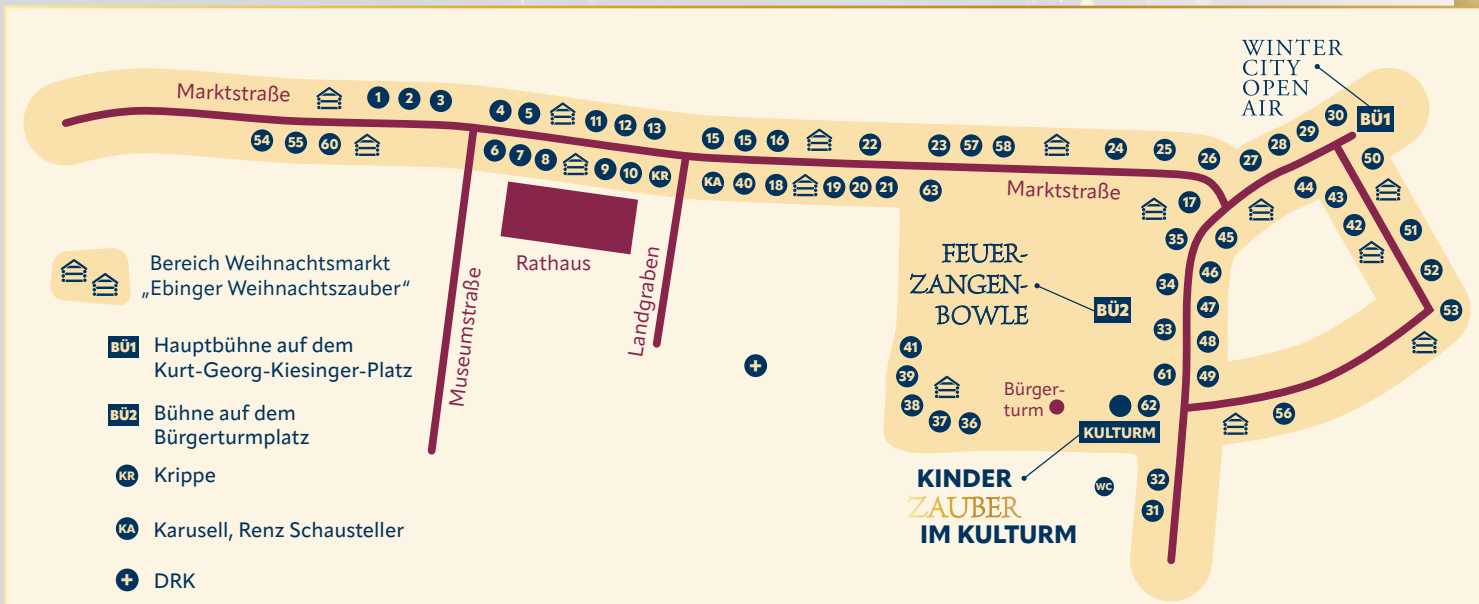 WINTER
CITY
OPEN
AIR
BÜ1
Marktstraße
1
2
3
4
5
11
12
13
15
15
16
22
23
57
58
24
25
26
27
28
29
30
54
55
60
6
7
8
9
10
KR
KA
40
18
19
20
21
63
Marktstraße
17
35
45
44
43
42
50
51
52
53
34
46
47
33
48
61
49
62
56
Rathaus
Museumstraße
Landgraben
FEUER-
ZANGEN-
BOWLE
BÜ2
41
39
38
37
36
Bürger-
turm
KULTURM
KINDER
ZAUBER
IM KULTURM
WC
32
31
Bereich Weihnachtsmarkt
„Ebinger Weihnachtszauber“
BÜ1 Hauptbühne auf dem
Kurt-Georg-Kiesinger-Platz
BÜ2 Bühne auf dem
Bürgerturmplatz
KR Krippe
KA Karusell, Renz Schausteller
DRK